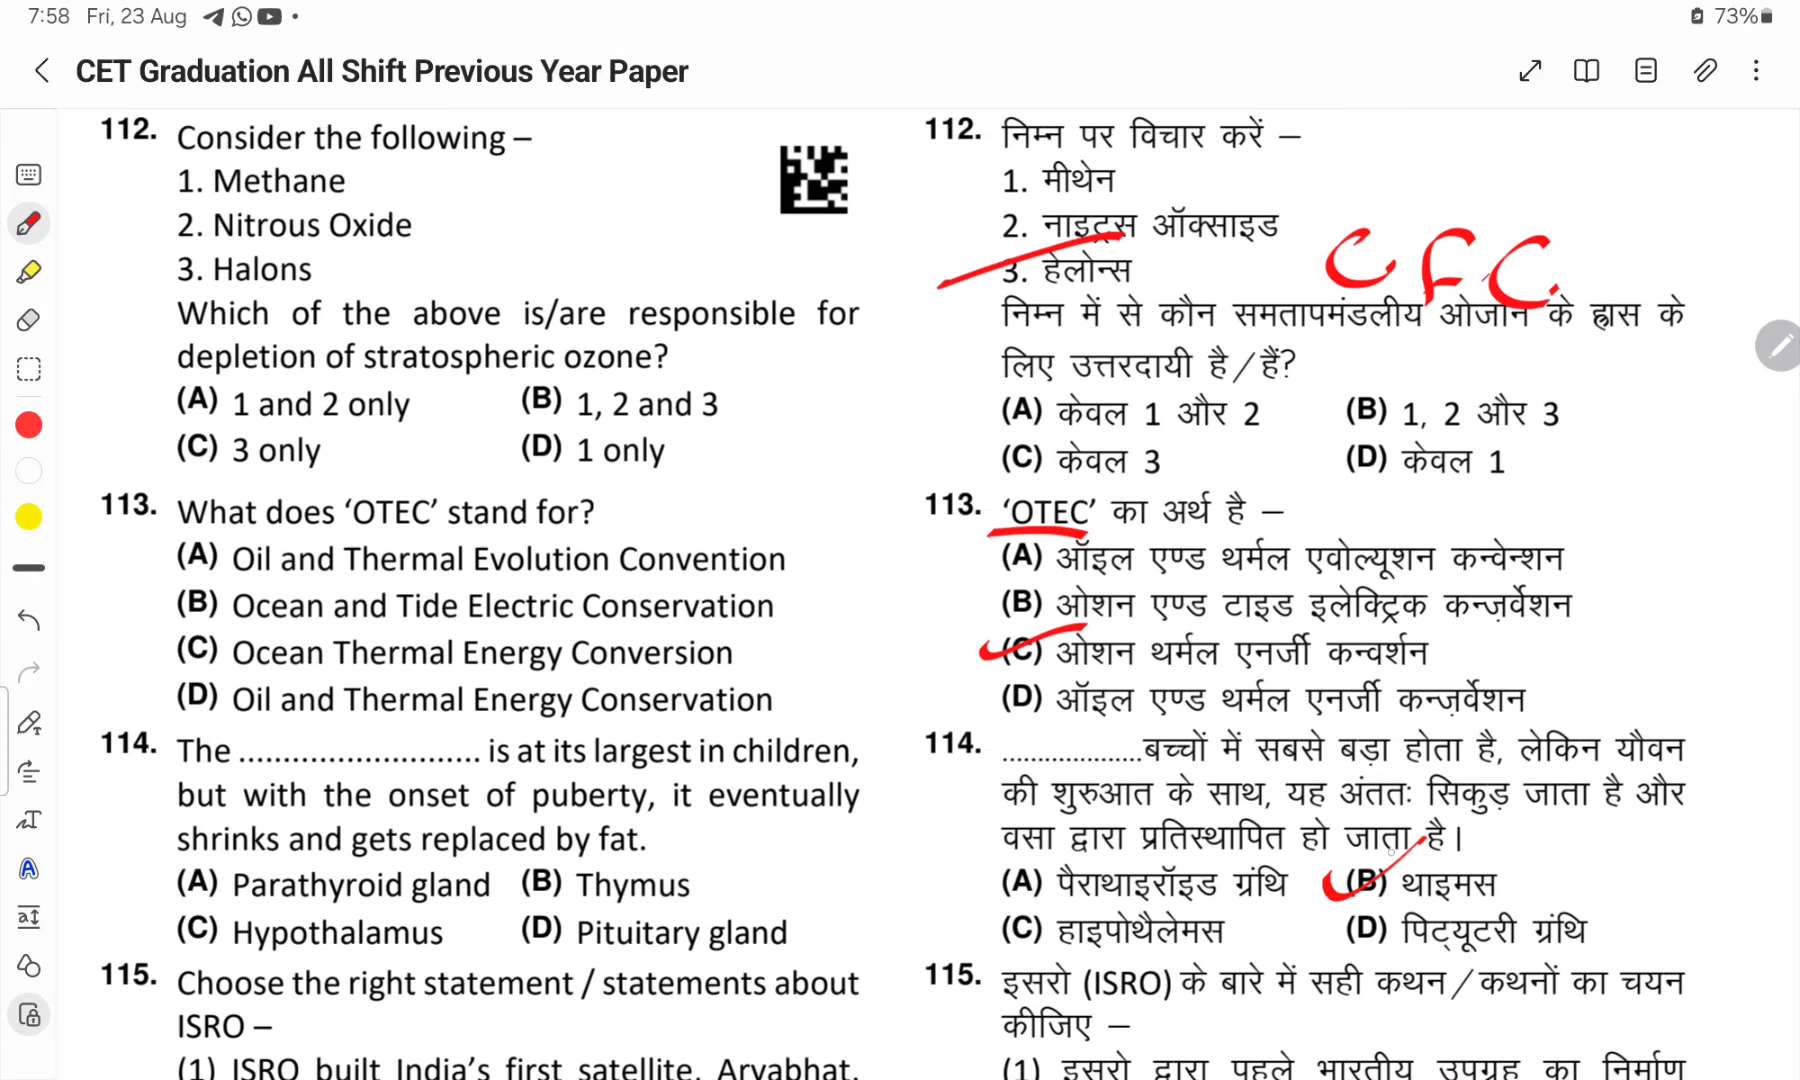 7:58 Fri, 23 Aug
73%
CET Graduation All Shift Previous Year Paper
112. Consider the following –
1. Methane
2. Nitrous Oxide
3. Halons
Which of the above is/are responsible for
depletion of stratospheric ozone?
(A) 1 and 2 only (B) 1, 2 and 3
(C) 3 only (D) 1 only
113. What does ‘OTEC’ stand for?
(A) Oil and Thermal Evolution Convention
(B) Ocean and Tide Electric Conservation
(C) Ocean Thermal Energy Conversion
(D) Oil and Thermal Energy Conservation
114. The ........................... is at its largest in children,
but with the onset of puberty, it eventually
shrinks and gets replaced by fat.
(A) Parathyroid gland (B) Thymus
(C) Hypothalamus (D) Pituitary gland
115. Choose the right statement / statements about
ISRO –
(1) ISRO built India’s first satellite, Aryabhat,
112. निम्न पर विचार करें –
1. मीथेन
2. नाइट्रस ऑक्साइड
3. हेलोन्स
CFC
निम्न में से कौन समतापमंडलीय ओजोन के ह्रास के
लिए उत्तरदायी है / हैं?
(A) केवल 1 और 2 (B) 1, 2 और 3
(C) केवल 3 (D) केवल 1
113. ‘OTEC’ का अर्थ है –
(A) ऑइल एण्ड थर्मल एवोल्यूशन कन्वेन्शन
(B) ओशन एण्ड टाइड इलेक्ट्रिक कन्ज़र्वेशन
(C) ओशन थर्मल एनर्जी कन्वर्शन
(D) ऑइल एण्ड थर्मल एनर्जी कन्ज़र्वेशन
114. .....................बच्चों में सबसे बड़ा होता है, लेकिन यौवन
की शुरुआत के साथ, यह अंततः सिकुड़ जाता है और
वसा द्वारा प्रतिस्थापित हो जाता है।
(A) पैराथाइरॉइड ग्रंथि (B) थाइमस
(C) हाइपोथैलेमस (D) पिट्यूटरी ग्रंथि
115. इसरो (ISRO) के बारे में सही कथन / कथनों का चयन
कीजिए –
(1) इसरो द्वारा पहले भारतीय उपग्रह का निर्माण